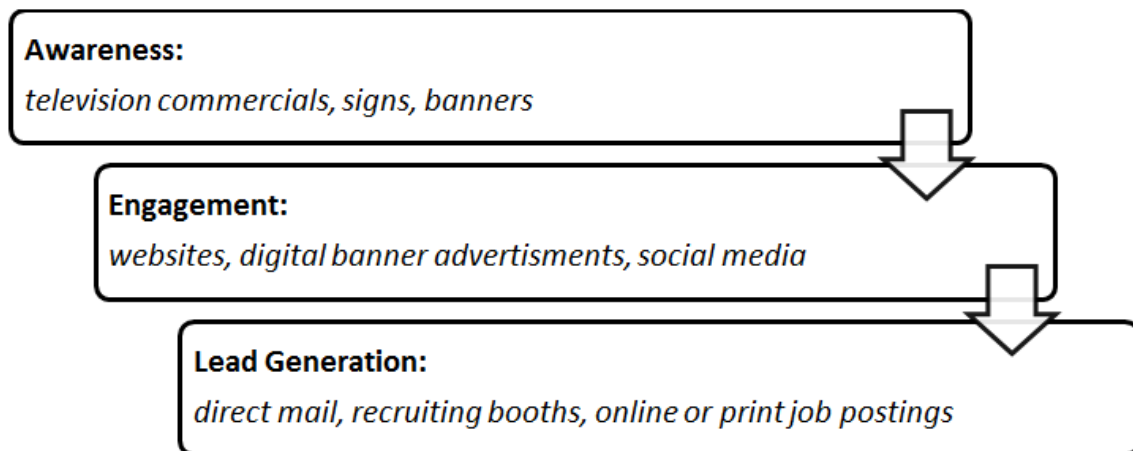 Awareness:
television commercials, signs, banners
Engagement:
websites, digital banner advertisments, social media
Lead Generation:
direct mail, recruiting booths, online or print job postings